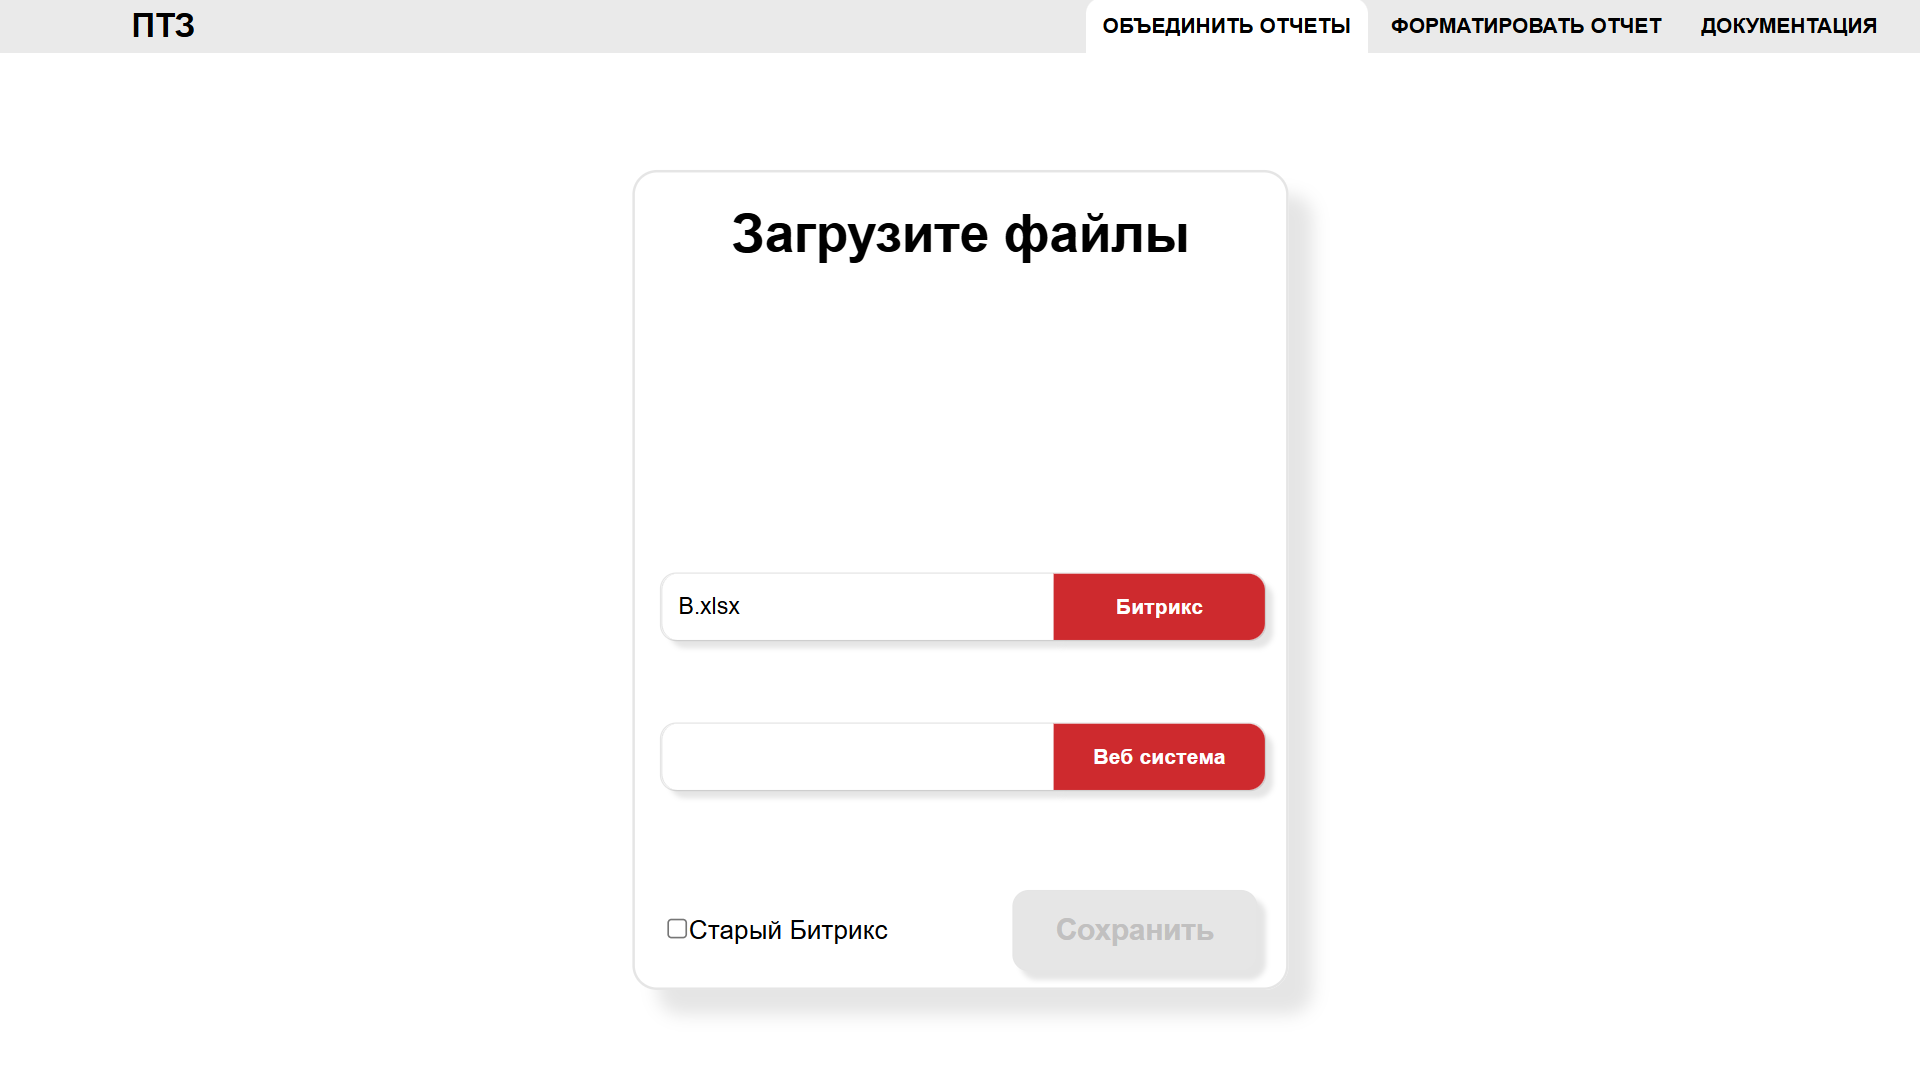 ПТЗ
ОБЪЕДИНИТЬ ОТЧЕТЫ
ФОРМАТИРОВАТЬ ОТЧЕТ
ДОКУМЕНТАЦИЯ
Загрузите файлы
B.xlsx
Битрикс
Веб система
Старый Битрикс
Сохранить